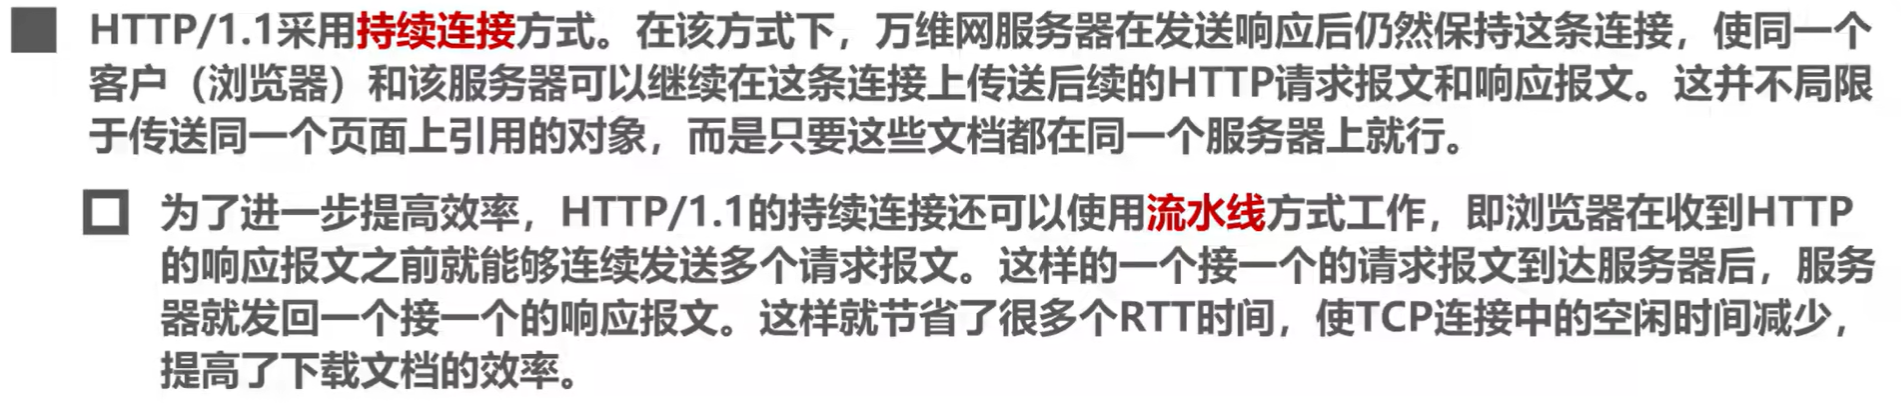 HTTP/1.1采用持续连接方式。在该方式下，万维网服务器在发送响应后仍然保持这条连接，使同一个
客户（浏览器）和该服务器可以继续在这条连接上传送后续的HTTP请求报文和响应报文。这并不局限
于传送同一个页面上引用的对象，而是只要这些文档都在同一个服务器上就行。
为了进一步提高效率，HTTP/1.1的持续连接还可以使用流水线方式工作，即浏览器在收到HTTP
的响应报文之前就能够连续发送多个请求报文。这样的一个接一个的请求报文到达服务器后，服务
器就发回一个接一个的响应报文。这样就节省了很多个RTT时间，使TCP连接中的空闲时间减少，
提高了下载文档的效率。